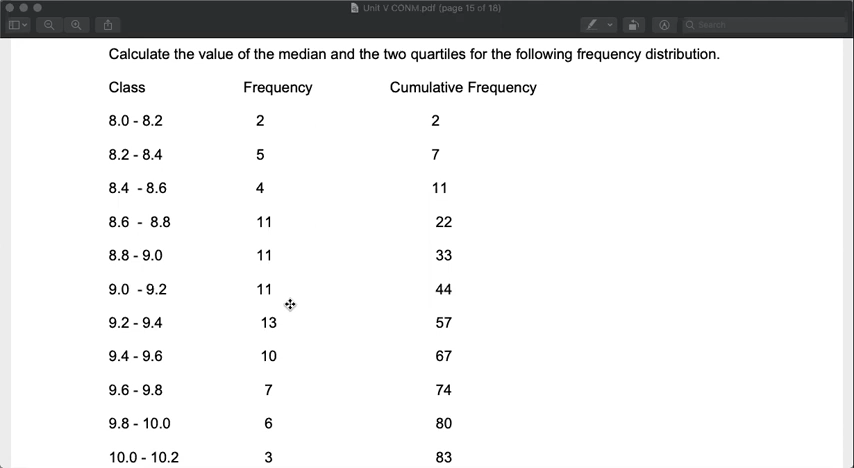 Unit V CONM.pdf (page 15 of 18)
Search
Calculate the value of the median and the two quartiles for the following frequency distribution.
Class Frequency Cumulative Frequency
8.0 - 8.2 2 2
8.2 - 8.4 5 7
8.4 - 8.6 4 11
8.6 - 8.8 11 22
8.8 - 9.0 11 33
9.0 - 9.2 11 44
9.2 - 9.4 13 57
9.4 - 9.6 10 67
9.6 - 9.8 7 74
9.8 - 10.0 6 80
10.0 - 10.2 3 83